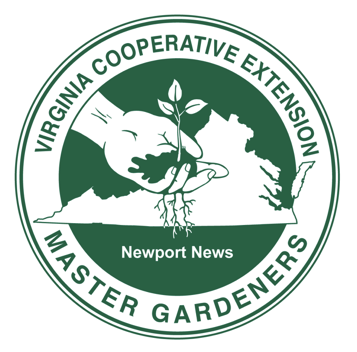 VIRGINIA COOPERATIVE EXTENSION
Newport News
MASTER GARDENERS